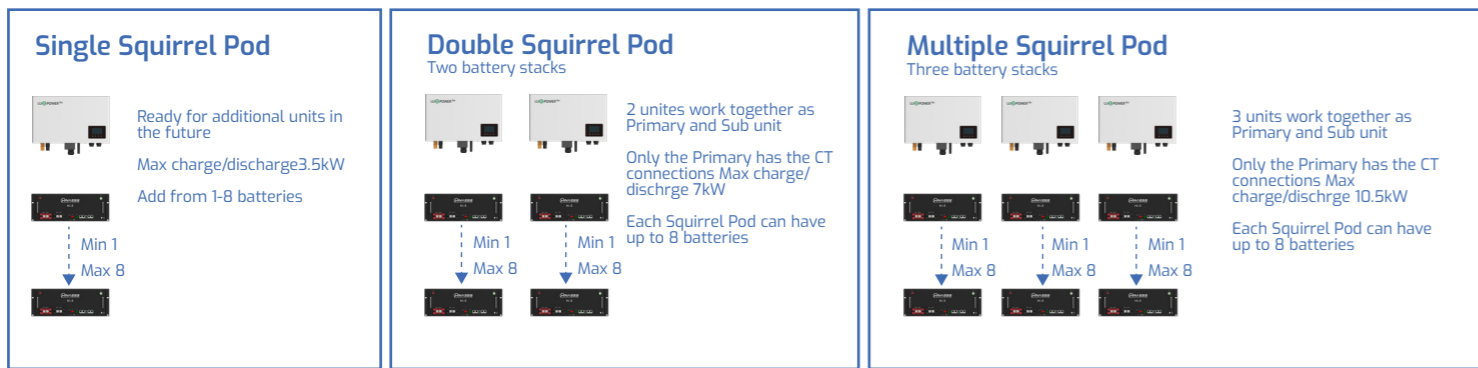 Single Squirrel Pod
Ready for additional units in
the future
Max charge/discharge3.5kW
Add from 1-8 batteries
Min 1
Max 8
Double Squirrel Pod
Two battery stacks
2 unites work together as
Primary and Sub unit
Only the Primary has the CT
connections Max charge/
dischrge 7kW
Each Squirrel Pod can have
up to 8 batteries
Min 1
Max 8
Min 1
Max 8
Multiple Squirrel Pod
Three battery stacks
3 units work together as
Primary and Sub unit
Only the Primary has the CT
connections Max
charge/dischrge 10.5kW
Each Squirrel Pod can have
up to 8 batteries
Min 1
Max 8
Min 1
Max 8
Min 1
Max 8